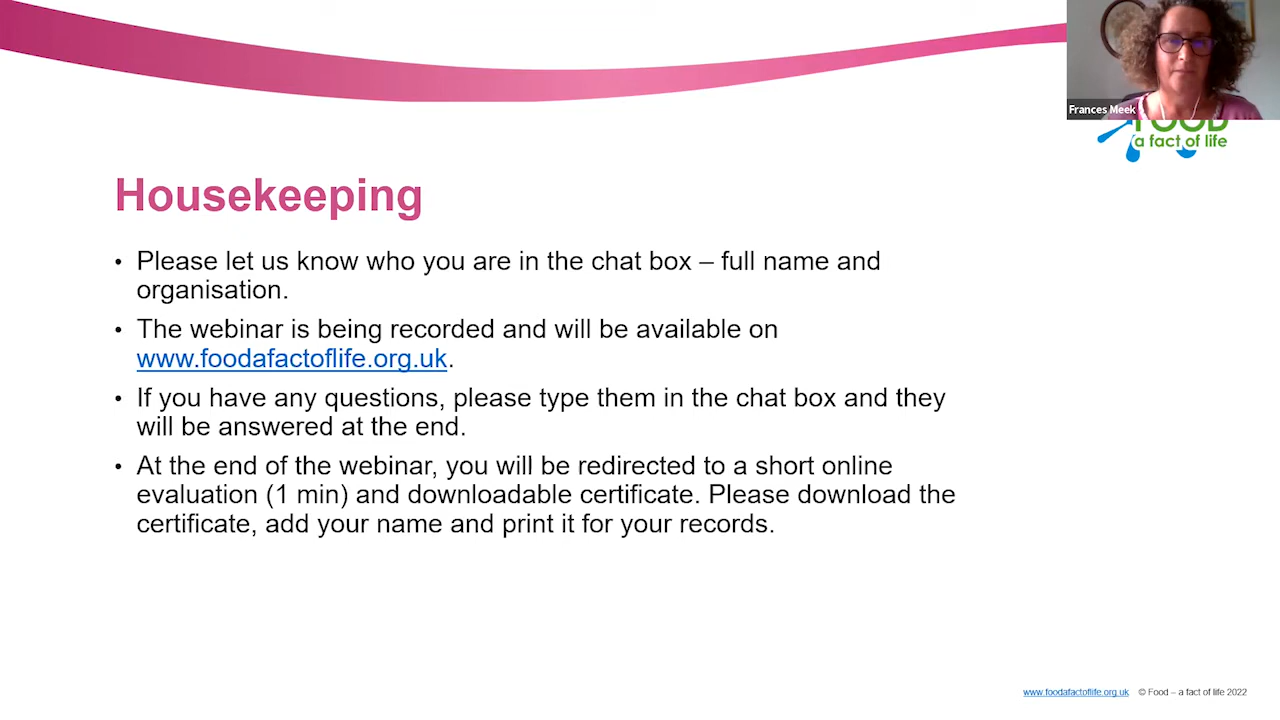 Frances Meek
FOOD
a fact of life
Housekeeping
• Please let us know who you are in the chat box – full name and
organisation.
• The webinar is being recorded and will be available on
www.foodafactoflife.org.uk.
• If you have any questions, please type them in the chat box and they
will be answered at the end.
• At the end of the webinar, you will be redirected to a short online
evaluation (1 min) and downloadable certificate. Please download the
certificate, add your name and print it for your records.
www.foodafactoflife.org.uk © Food – a fact of life 2022